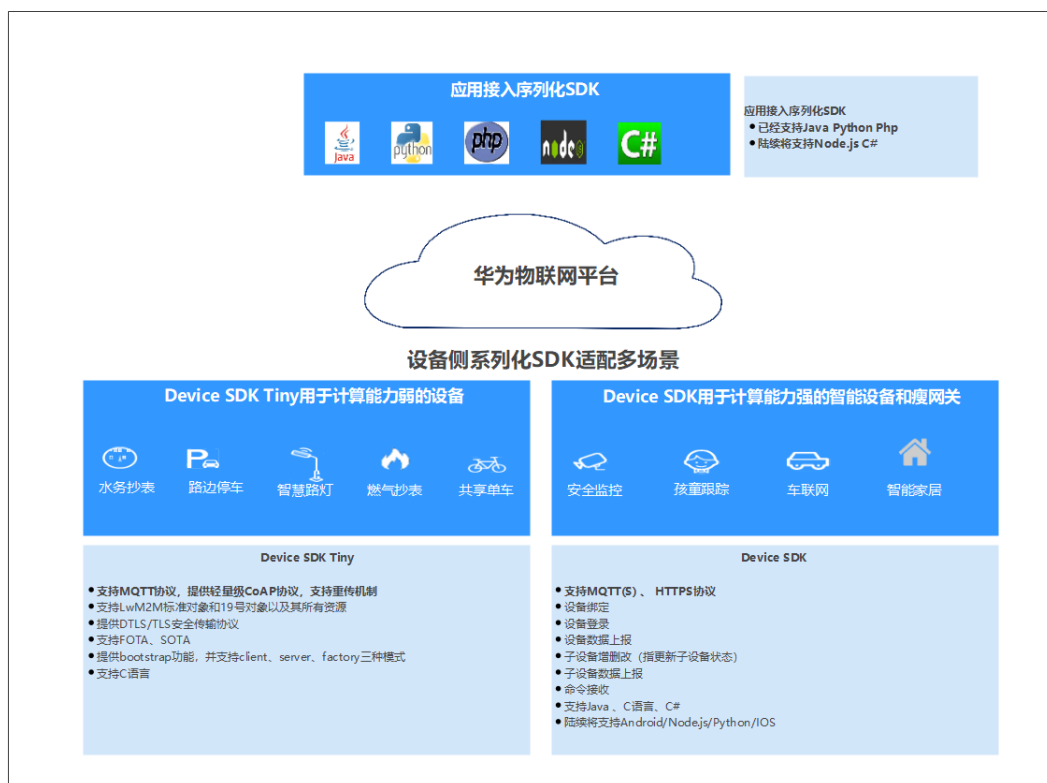 应用接入序列化SDK
Java
python
php
node
C#
应用接入序列化SDK
已经支持Java Python Php
陆续将支持Node.js C#
华为物联网平台
设备侧系列化SDK适配多场景
Device SDK Tiny用于计算能力弱的设备
水务抄表 路边停车 智慧路灯 燃气抄表 共享单车
Device SDK用于计算能力强的智能设备和瘦网关
安全监控 孩童跟踪 车联网 智能家居
Device SDK Tiny
支持MQTT协议，提供轻量级CoAP协议，支持重传机制
支持LwM2M标准对象和19号对象以及其所有资源
提供DTLS/TLS安全传输协议
支持FOTA、SOTA
提供bootstrap功能，并支持client、server、factory三种模式
支持C语言
Device SDK
支持MQTT(S) 、 HTTPS协议
设备绑定
设备登录
设备数据上报
子设备增删改（指更新子设备状态）
子设备数据上报
命令接收
支持Java 、C语言、C#
陆续将支持Android/Node.js/Python/IOS